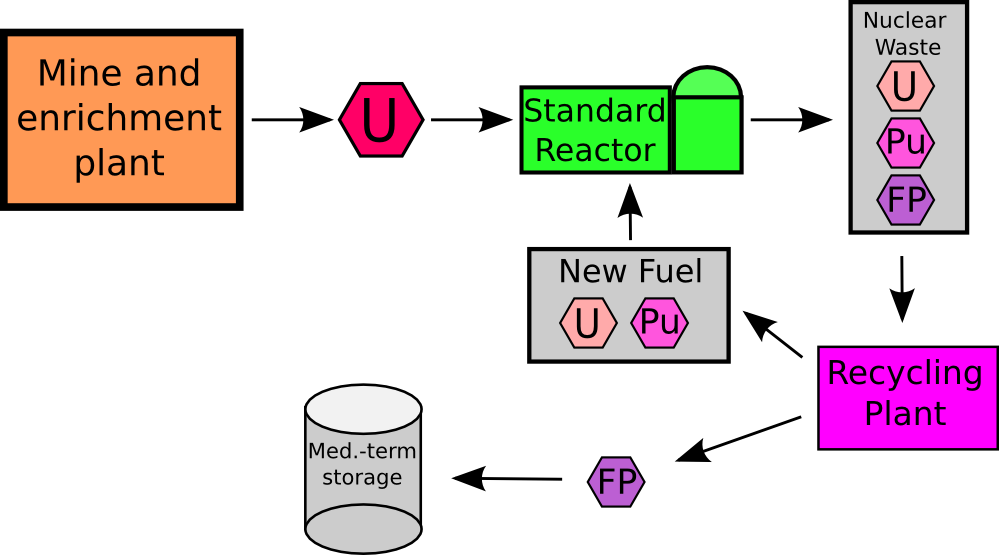 Mine and
enrichment
plant
U
Standard
Reactor
Nuclear
Waste
U
Pu
FP
New Fuel
U Pu
Recycling
Plant
Med.-term
storage
FP